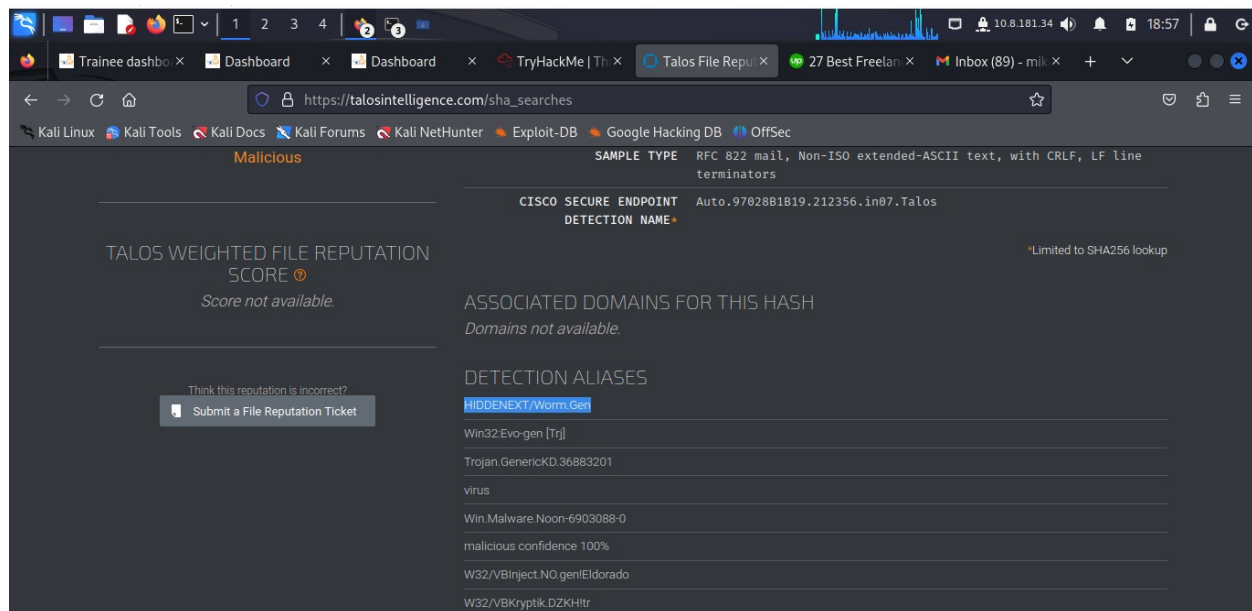 1 2 3 4 2 3 10.8.181.34 18:57
Trainee dashbo Dashboard Dashboard TryHackMe | Th Talos File Reput 27 Best Freelan Inbox (89) - mik
https://talosintelligence.com/sha_searches
Kali Linux Kali Tools Kali Docs Kali Forums Kali NetHunter Exploit-DB Google Hacking DB OffSec
Malicious
SAMPLE TYPE RFC 822 mail, Non-ISO extended-ASCII text, with CRLF, LF line
terminators
CISCO SECURE ENDPOINT Auto.97028B1B19.212356.in07.Talos
DETECTION NAME*
*Limited to SHA256 lookup
TALOS WEIGHTED FILE REPUTATION
SCORE
Score not available.
Think this reputation is incorrect?
Submit a File Reputation Ticket
ASSOCIATED DOMAINS FOR THIS HASH
Domains not available.
DETECTION ALIASES
HIDDENEXT/Worm.Gen
Win32:Evo-gen [Trj]
Trojan.GenericKD.36883201
virus
Win.Malware.Noon-6903088-0
malicious confidence 100%
W32/VBInject.NO.gen!Eldorado
W32/VBKryptik.DZKH!tr